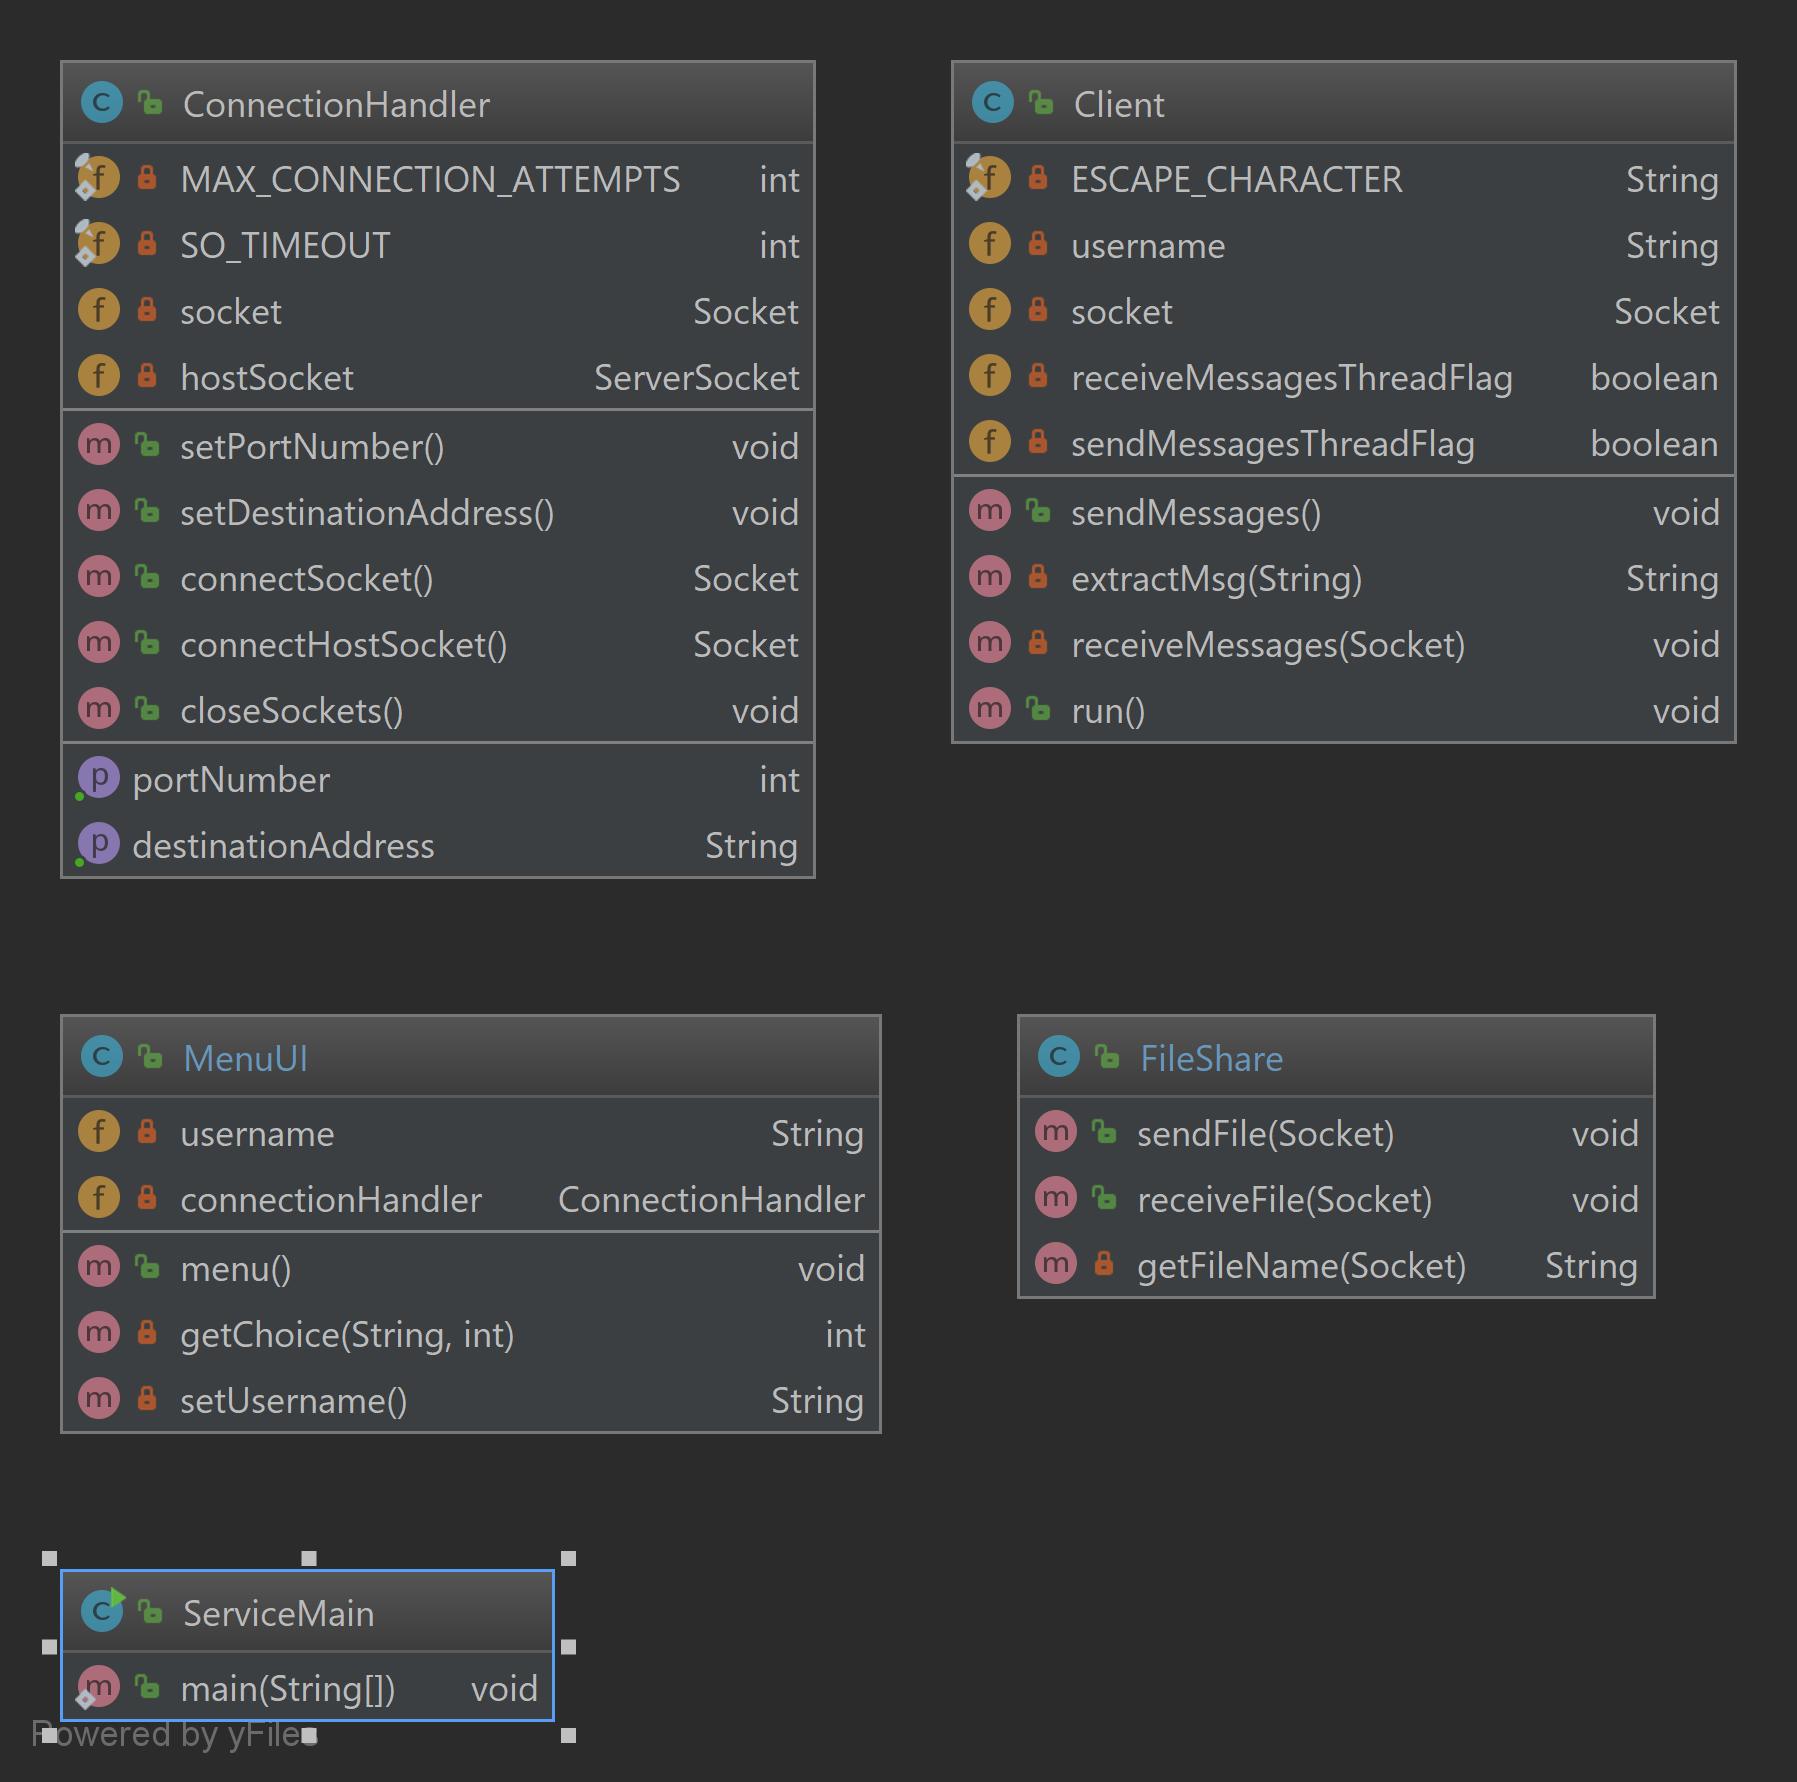 ConnectionHandler
MAX_CONNECTION_ATTEMPTS int
SO_TIMEOUT int
socket Socket
hostSocket ServerSocket
setPortNumber() void
setDestinationAddress() void
connectSocket() Socket
connectHostSocket() Socket
closeSockets() void
portNumber int
destinationAddress String
Client
ESCAPE_CHARACTER String
username String
socket Socket
receiveMessagesThreadFlag boolean
sendMessagesThreadFlag boolean
sendMessages() void
extractMsg(String) String
receiveMessages(Socket) void
run() void
MenuUI
username String
connectionHandler ConnectionHandler
menu() void
getChoice(String, int) int
setUsername() String
FileShare
sendFile(Socket) void
receiveFile(Socket) void
getFileName(Socket) String
ServiceMain
main(String[]) void
Powered by yFiles